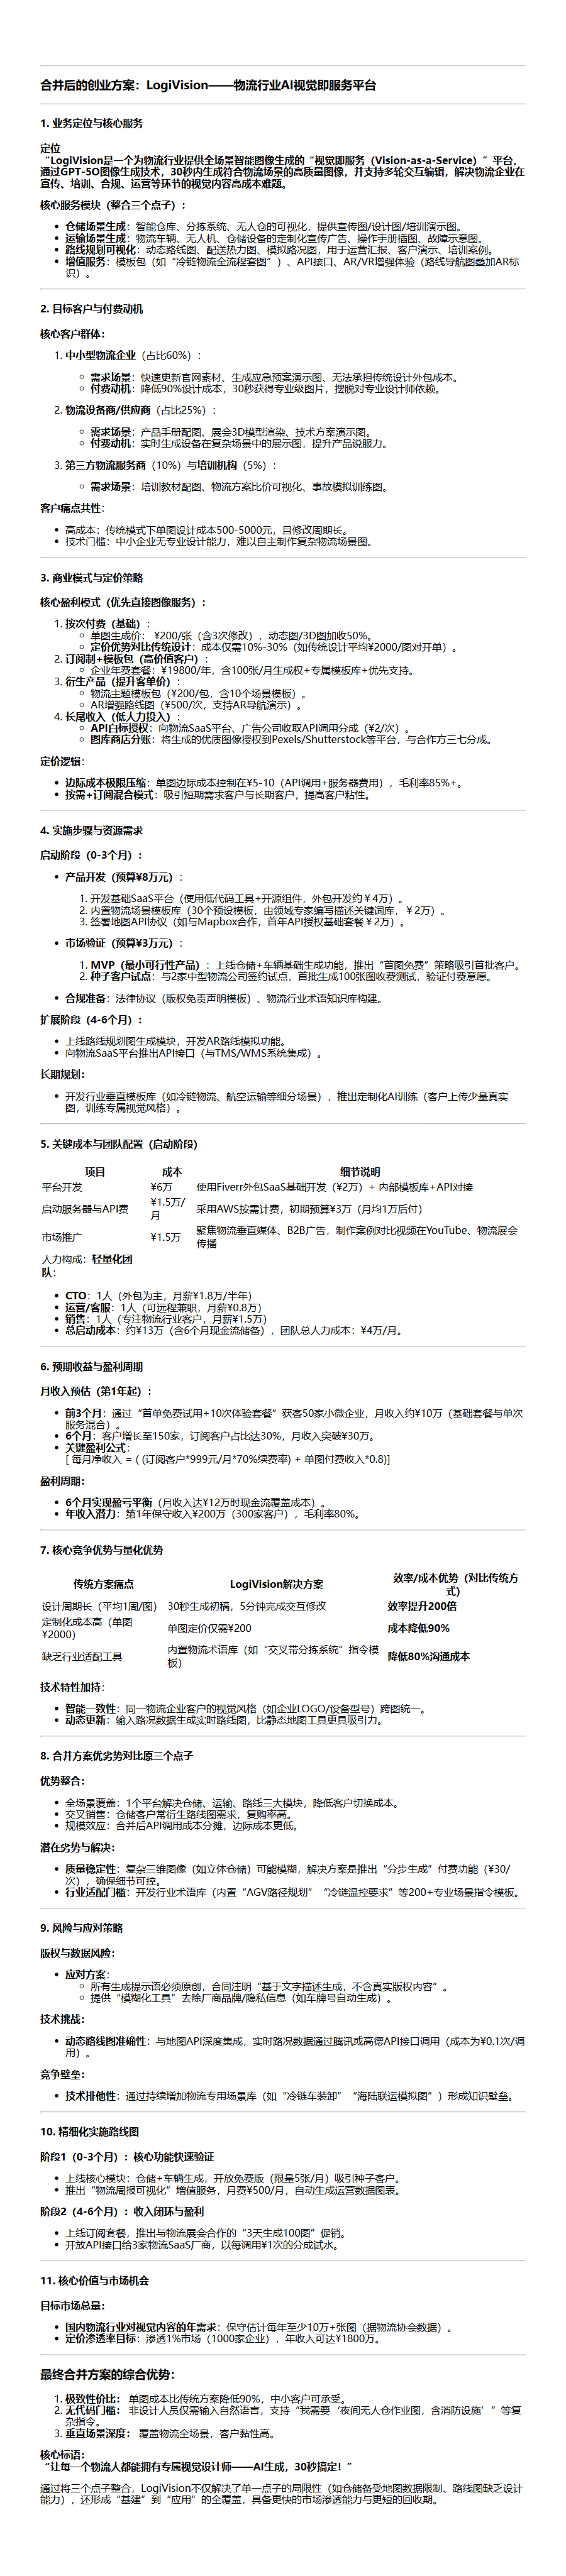 合并后的创业方案：LogiVision——物流行业AI视觉即服务平台
1. 业务定位与核心服务
定位
“LogiVision是一个为物流行业提供全场景智能图像生成的“视觉即服务（Vision-as-a-Service）”平台，
通过GPT-5O图像生成技术，30秒内生成符合物流场景的高质量图像，并支持多轮交互编辑，解决物流企业在
宣传、培训、合规、运营等环节的视觉内容高成本难题。
核心服务模块（整合三个点子）：
• 仓储场景生成：智能仓库、分拣系统、无人仓的可视化，提供宣传图/设计图/培训演示图。
• 运输场景生成：物流车辆、无人机、仓储设备的定制化宣传广告、操作手册插图、故障示意图。
• 路线规划可视化：动态路线图、配送热力图、模拟路况图，用于运营汇报、客户演示、培训案例。
• 增值服务：模板包（如“冷链物流全流程套图”）、API接口、AR/VR增强体验（路线导航图叠加AR标
识）。
2. 目标客户与付费动机
核心客户群体：
1. 中小型物流企业（占比60%）：
◦ 需求场景：快速更新官网素材、生成应急预案演示图、无法承担传统设计外包成本。
◦ 付费动机：降低90%设计成本，30秒获得专业级图片，摆脱对专业设计师依赖。
2. 物流设备商/供应商（占比25%）：
◦ 需求场景：产品手册配图、展会3D模型渲染、技术方案演示图。
◦ 付费动机：实时生成设备在复杂场景中的展示图，提升产品说服力。
3. 第三方物流服务商（10%）与培训机构（5%）：
◦ 需求场景：培训教材配图、物流方案比价可视化、事故模拟训练图。
客户痛点共性：
• 高成本：传统模式下单图设计成本500-5000元，且修改周期长。
• 技术门槛：中小企业无专业设计能力，难以自主制作复杂物流场景图。
3. 商业模式与定价策略
核心盈利模式（优先直接图像服务）：
1. 按次付费（基础）：
◦ 单图生成价： ¥200/张（含3次修改），动态图/3D图加收50%。
◦ 定价优势对比传统设计：成本仅需10%-30%（如传统设计平均¥2000/图对开单）。
2. 订阅制+模板包（高价值客户）：
◦ 企业年费套餐：¥19800/年，含100张/月生成权+专属模板库+优先支持。
3. 衍生产品（提升客单价）：
◦ 物流主题模板包（¥200/包，含10个场景模板）。
◦ AR增强路线图（¥500/次，支持AR导航演示）。
4. 长尾收入（低人力投入）：
◦ API白标授权：向物流SaaS平台、广告公司收取API调用分成（¥2/次）。
◦ 图库商店分账：将生成的优质图像授权到Pexels/Shutterstock等平台，与合作方三七分成。
定价逻辑：
• 边际成本极限压缩：单图边际成本控制在¥5-10（API调用+服务器费用），毛利率85%+。
• 按需+订阅混合模式：吸引短期需求客户与长期客户，提高客户粘性。
4. 实施步骤与资源需求
启动阶段（0-3个月）：
• 产品开发（预算¥8万元）：
1. 开发基础SaaS平台（使用低代码工具+开源组件，外包开发约￥4万）。
2. 内置物流场景模板库（30个预设模板，由领域专家编写描述关键词库，￥2万）。
3. 签署地图API协议（如与Mapbox合作，首年API授权基础套餐￥2万）。
• 市场验证（预算¥3万元）：
1. MVP（最小可行性产品）：上线仓储+车辆基础生成功能，推出“首图免费”策略吸引首批客户。
2. 种子客户试点：与2家中型物流公司签约试点，首批生成100张图收费测试，验证付费意愿。
• 合规准备：法律协议（版权免责声明模板）、物流行业术语知识库构建。
扩展阶段（4-6个月）：
• 上线路线规划图生成模块，开发AR路线模拟功能。
• 向物流SaaS平台推出API接口（与TMS/WMS系统集成）。
长期规划：
• 开发行业垂直模板库（如冷链物流、航空运输等细分场景），推出定制化AI训练（客户上传少量真实
图，训练专属视觉风格）。
5. 关键成本与团队配置（启动阶段）
项目 成本 细节说明
平台开发 ¥6万 使用Fiverr外包SaaS基础开发（¥2万）+ 内部模板库+API对接
启动服务器与API费 ¥1.5万/月 采用AWS按需计费，初期预算¥3万（月均1万后付）
市场推广 ¥1.5万 聚焦物流垂直媒体、B2B广告，制作案例对比视频在YouTube、物流展会
传播
人力构成：轻量化团
队：
• CTO：1人（外包为主，月薪¥1.8万/半年）
• 运营/客服：1人（可远程兼职，月薪¥0.8万）
• 销售：1人（专注物流行业客户，月薪¥1.5万）
• 总启动成本：约¥13万（含6个月现金流储备），团队总人力成本：¥4万/月。
6. 预期收益与盈利周期
月收入预估（第1年起）：
• 前3个月：通过“首单免费试用+10次体验套餐”获客50家小微企业，月收入约¥10万（基础套餐与单次
服务混合）。
• 6个月：客户增长至150家，订阅客户占比达30%，月收入突破¥30万。
• 关键盈利公式：
[ 每月净收入 = ( (订阅客户*999元/月*70%续费率) + 单图付费收入*0.8)]
盈利周期：
• 6个月实现盈亏平衡（月收入达¥12万时现金流覆盖成本）。
• 年收入潜力：第1年保守收入¥200万（300家客户），毛利率80%。
7. 核心竞争优势与量化优势
传统方案痛点 LogiVision解决方案 效率/成本优势（对比传统方
式）
设计周期长（平均1周/图） 30秒生成初稿，5分钟完成交互修改 效率提升200倍
定制化成本高（单图
¥2000） 单图定价仅需¥200 成本降低90%
缺乏行业适配工具 内置物流术语库（如“交叉带分拣系统”指令模
板） 降低80%沟通成本
技术特性加持：
• 智能一致性：同一物流企业客户的视觉风格（如企业LOGO/设备型号）跨图统一。
• 动态更新：输入路况数据生成实时路线图，比静态地图工具更具吸引力。
8. 合并方案优劣势对比原三个点子
优势整合：
• 全场景覆盖：1个平台解决仓储、运输、路线三大模块，降低客户切换成本。
• 交叉销售：仓储客户常衍生路线图需求，复购率高。
• 规模效应：合并后API调用成本分摊，边际成本更低。
潜在劣势与解决：
• 质量稳定性：复杂三维图像（如立体仓储）可能模糊，解决方案是推出“分步生成”付费功能（¥30/
次），确保细节可控。
• 行业适配门槛：开发行业术语库（内置“AGV路径规划”“冷链温控要求”等200+专业场景指令模板。
9. 风险与应对策略
版权与数据风险：
• 应对方案：
◦ 所有生成提示语必须原创，合同注明“基于文字描述生成，不含真实版权内容”。
◦ 提供“模糊化工具”去除厂商品牌/隐私信息（如车牌号自动生成）。
技术挑战：
• 动态路线图准确性：与地图API深度集成，实时路况数据通过腾讯或高德API接口调用（成本为¥0.1次/调
用）。
竞争壁垒：
• 技术排他性：通过持续增加物流专用场景库（如“冷链车装卸”“海陆联运模拟图”）形成知识壁垒。
10. 精细化实施路线图
阶段1（0-3个月）：核心功能快速验证
• 上线核心模块：仓储+车辆生成，开放免费版（限量5张/月）吸引种子客户。
• 推出“物流周报可视化”增值服务，月费¥500/月，自动生成运营数据图表。
阶段2（4-6个月）：收入闭环与盈利
• 上线订阅套餐，推出与物流展会合作的“3天生成100图”促销。
• 开放API接口给3家物流SaaS厂商，以每调用¥1次的分成试水。
11. 核心价值与市场机会
目标市场总量：
• 国内物流行业对视觉内容的年需求：保守估计每年至少10万+张图（据物流协会数据）。
• 定价渗透率目标：渗透1%市场（1000家企业），年收入可达¥1800万。
最终合并方案的综合优势：
1. 极致性价比： 单图成本比传统方案降低90%，中小客户可承受。
2. 无代码门槛： 非设计人员仅需输入自然语言，支持“我需要‘夜间无人仓作业图，含消防设施’”等复
杂指令。
3. 垂直场景深度： 覆盖物流全场景，客户黏性高。
核心标语：
“让每一个物流人都能拥有专属视觉设计师——AI生成，30秒搞定！”
通过将三个点子整合，LogiVision不仅解决了单一点子的局限性（如仓储备受地图数据限制、路线图缺乏设计
能力），还形成“基建”到“应用”的全覆盖，具备更快的市场渗透能力与更短的回收期。